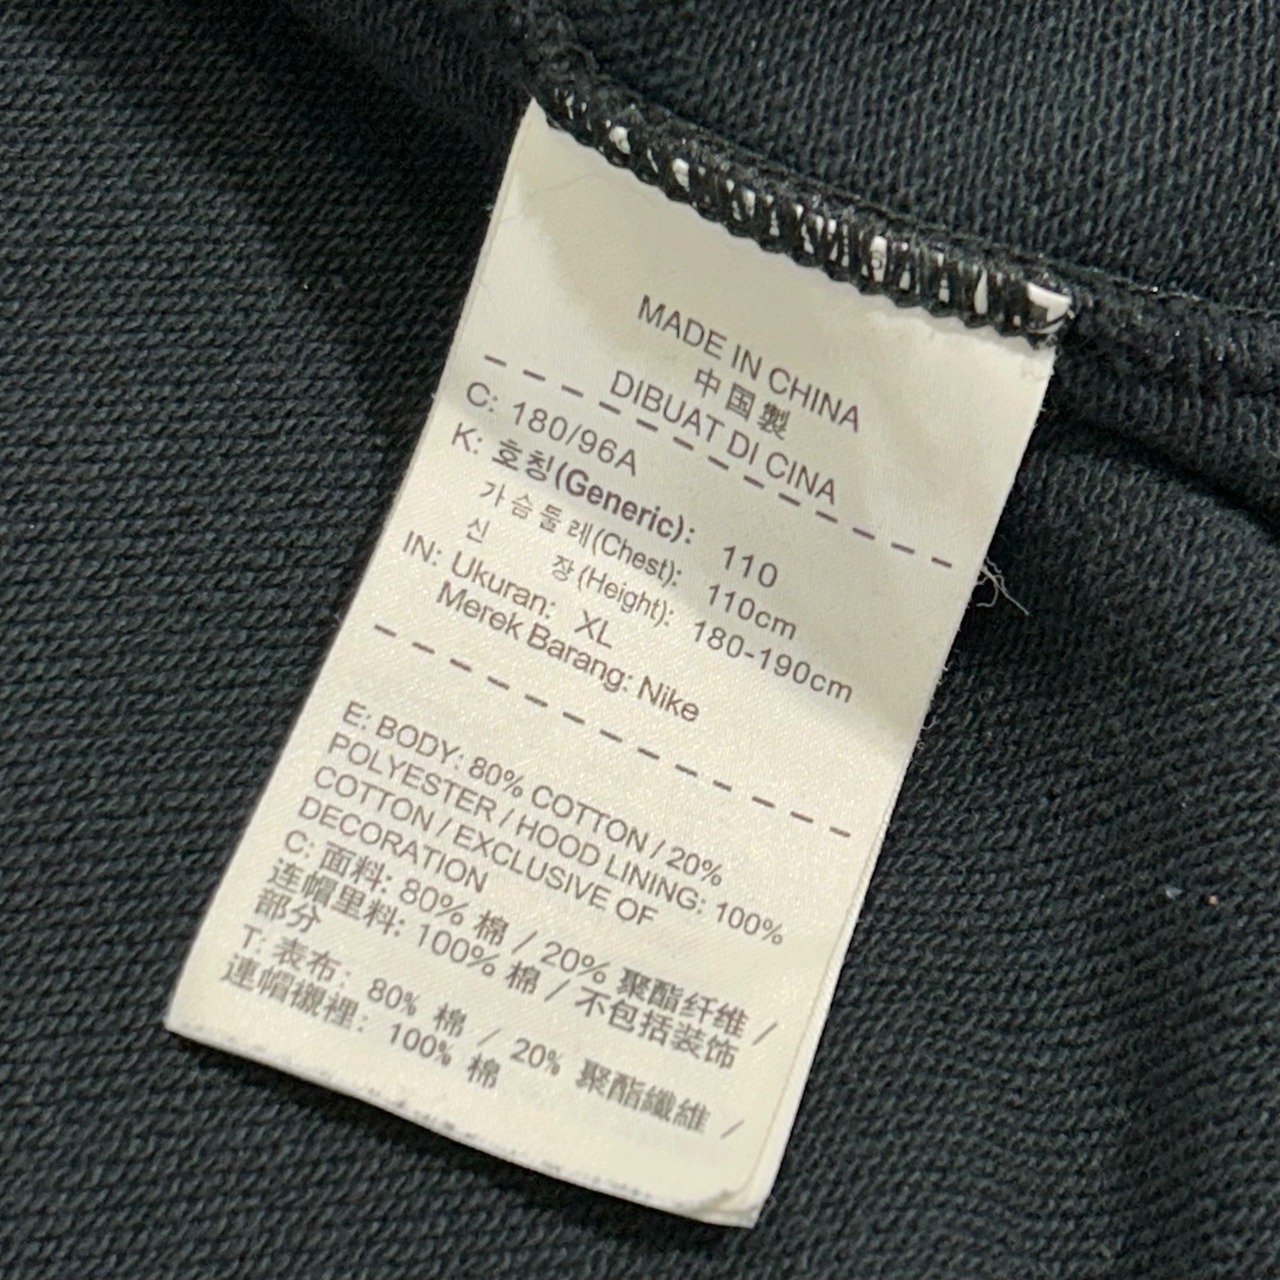 MADE IN CHINA
中国製
DIBUAT DI CINA
C: 180/96A
K: 호칭(Generic): 110
가슴둘레(Chest): 110cm
신 장(Height): 180-190cm
IN: Ukuran: XL
Merek Barang: Nike
E: BODY: 80% COTTON / 20%
POLYESTER / HOOD LINING: 100%
COTTON / EXCLUSIVE OF
DECORATION
C: 面料: 80% 棉 / 20% 聚酯纤维 /
连帽里料: 100% 棉 / 不包括装饰
部分
T: 表布: 80% 棉 / 20% 聚酯纖維 /
連帽襯裡: 100% 棉